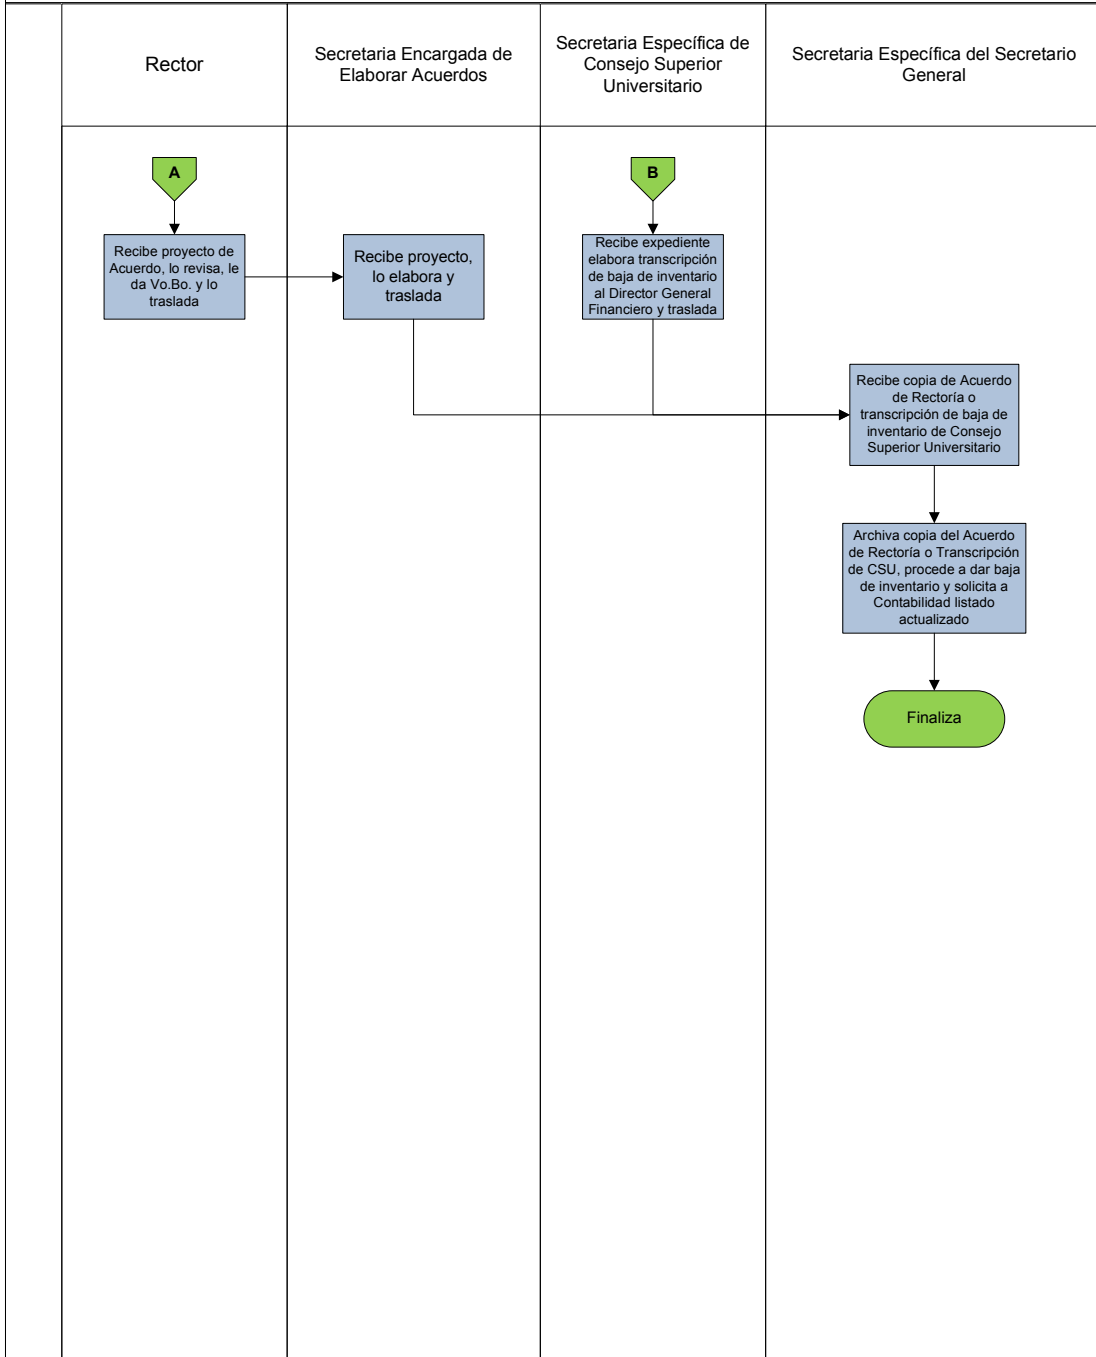 Rector
Secretaria Encargada de
Elaborar Acuerdos
Secretaria Específica de
Consejo Superior
Universitario
Secretaria Específica del Secretario
General
A
B
Recibe proyecto de
Acuerdo, lo revisa, le
da Vo.Bo. y lo
traslada
Recibe proyecto,
lo elabora y
traslada
Recibe expediente
elabora transcripción
de baja de inventario
al Director General
Financiero y traslada
Recibe copia de Acuerdo
de Rectoría o
transcripción de baja de
inventario de Consejo
Superior Universitario
Archiva copia del Acuerdo
de Rectoría o Transcripción
de CSU, procede a dar baja
de inventario y solicita a
Contabilidad listado
actualizado
Finaliza